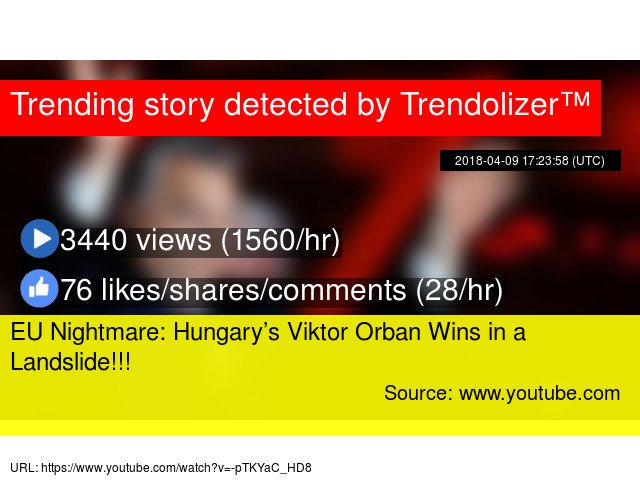 Trending story detected by Trendolizer™
2018-04-09 17:23:58 (UTC)
3440 views (1560/hr)
76 likes/shares/comments (28/hr)
EU Nightmare: Hungary’s Viktor Orban Wins in a
Landslide!!!
Source: www.youtube.com
URL: https://www.youtube.com/watch?v=-pTKYaC_HD8